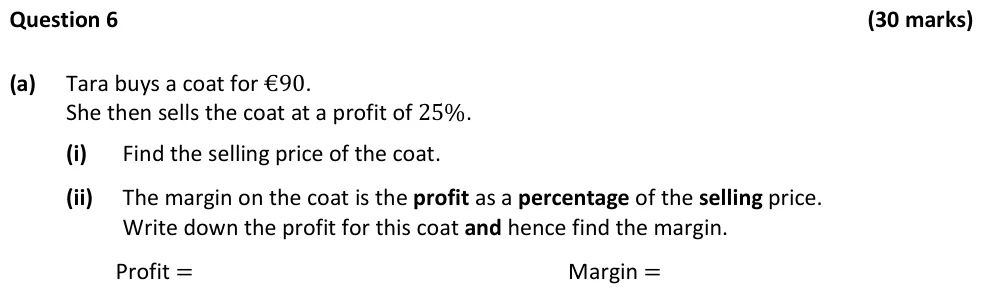 Question 6 (30 marks)
(a) Tara buys a coat for €90.
She then sells the coat at a profit of 25%.
(i) Find the selling price of the coat.
(ii) The margin on the coat is the profit as a percentage of the selling price.
Write down the profit for this coat and hence find the margin.
Profit = Margin =